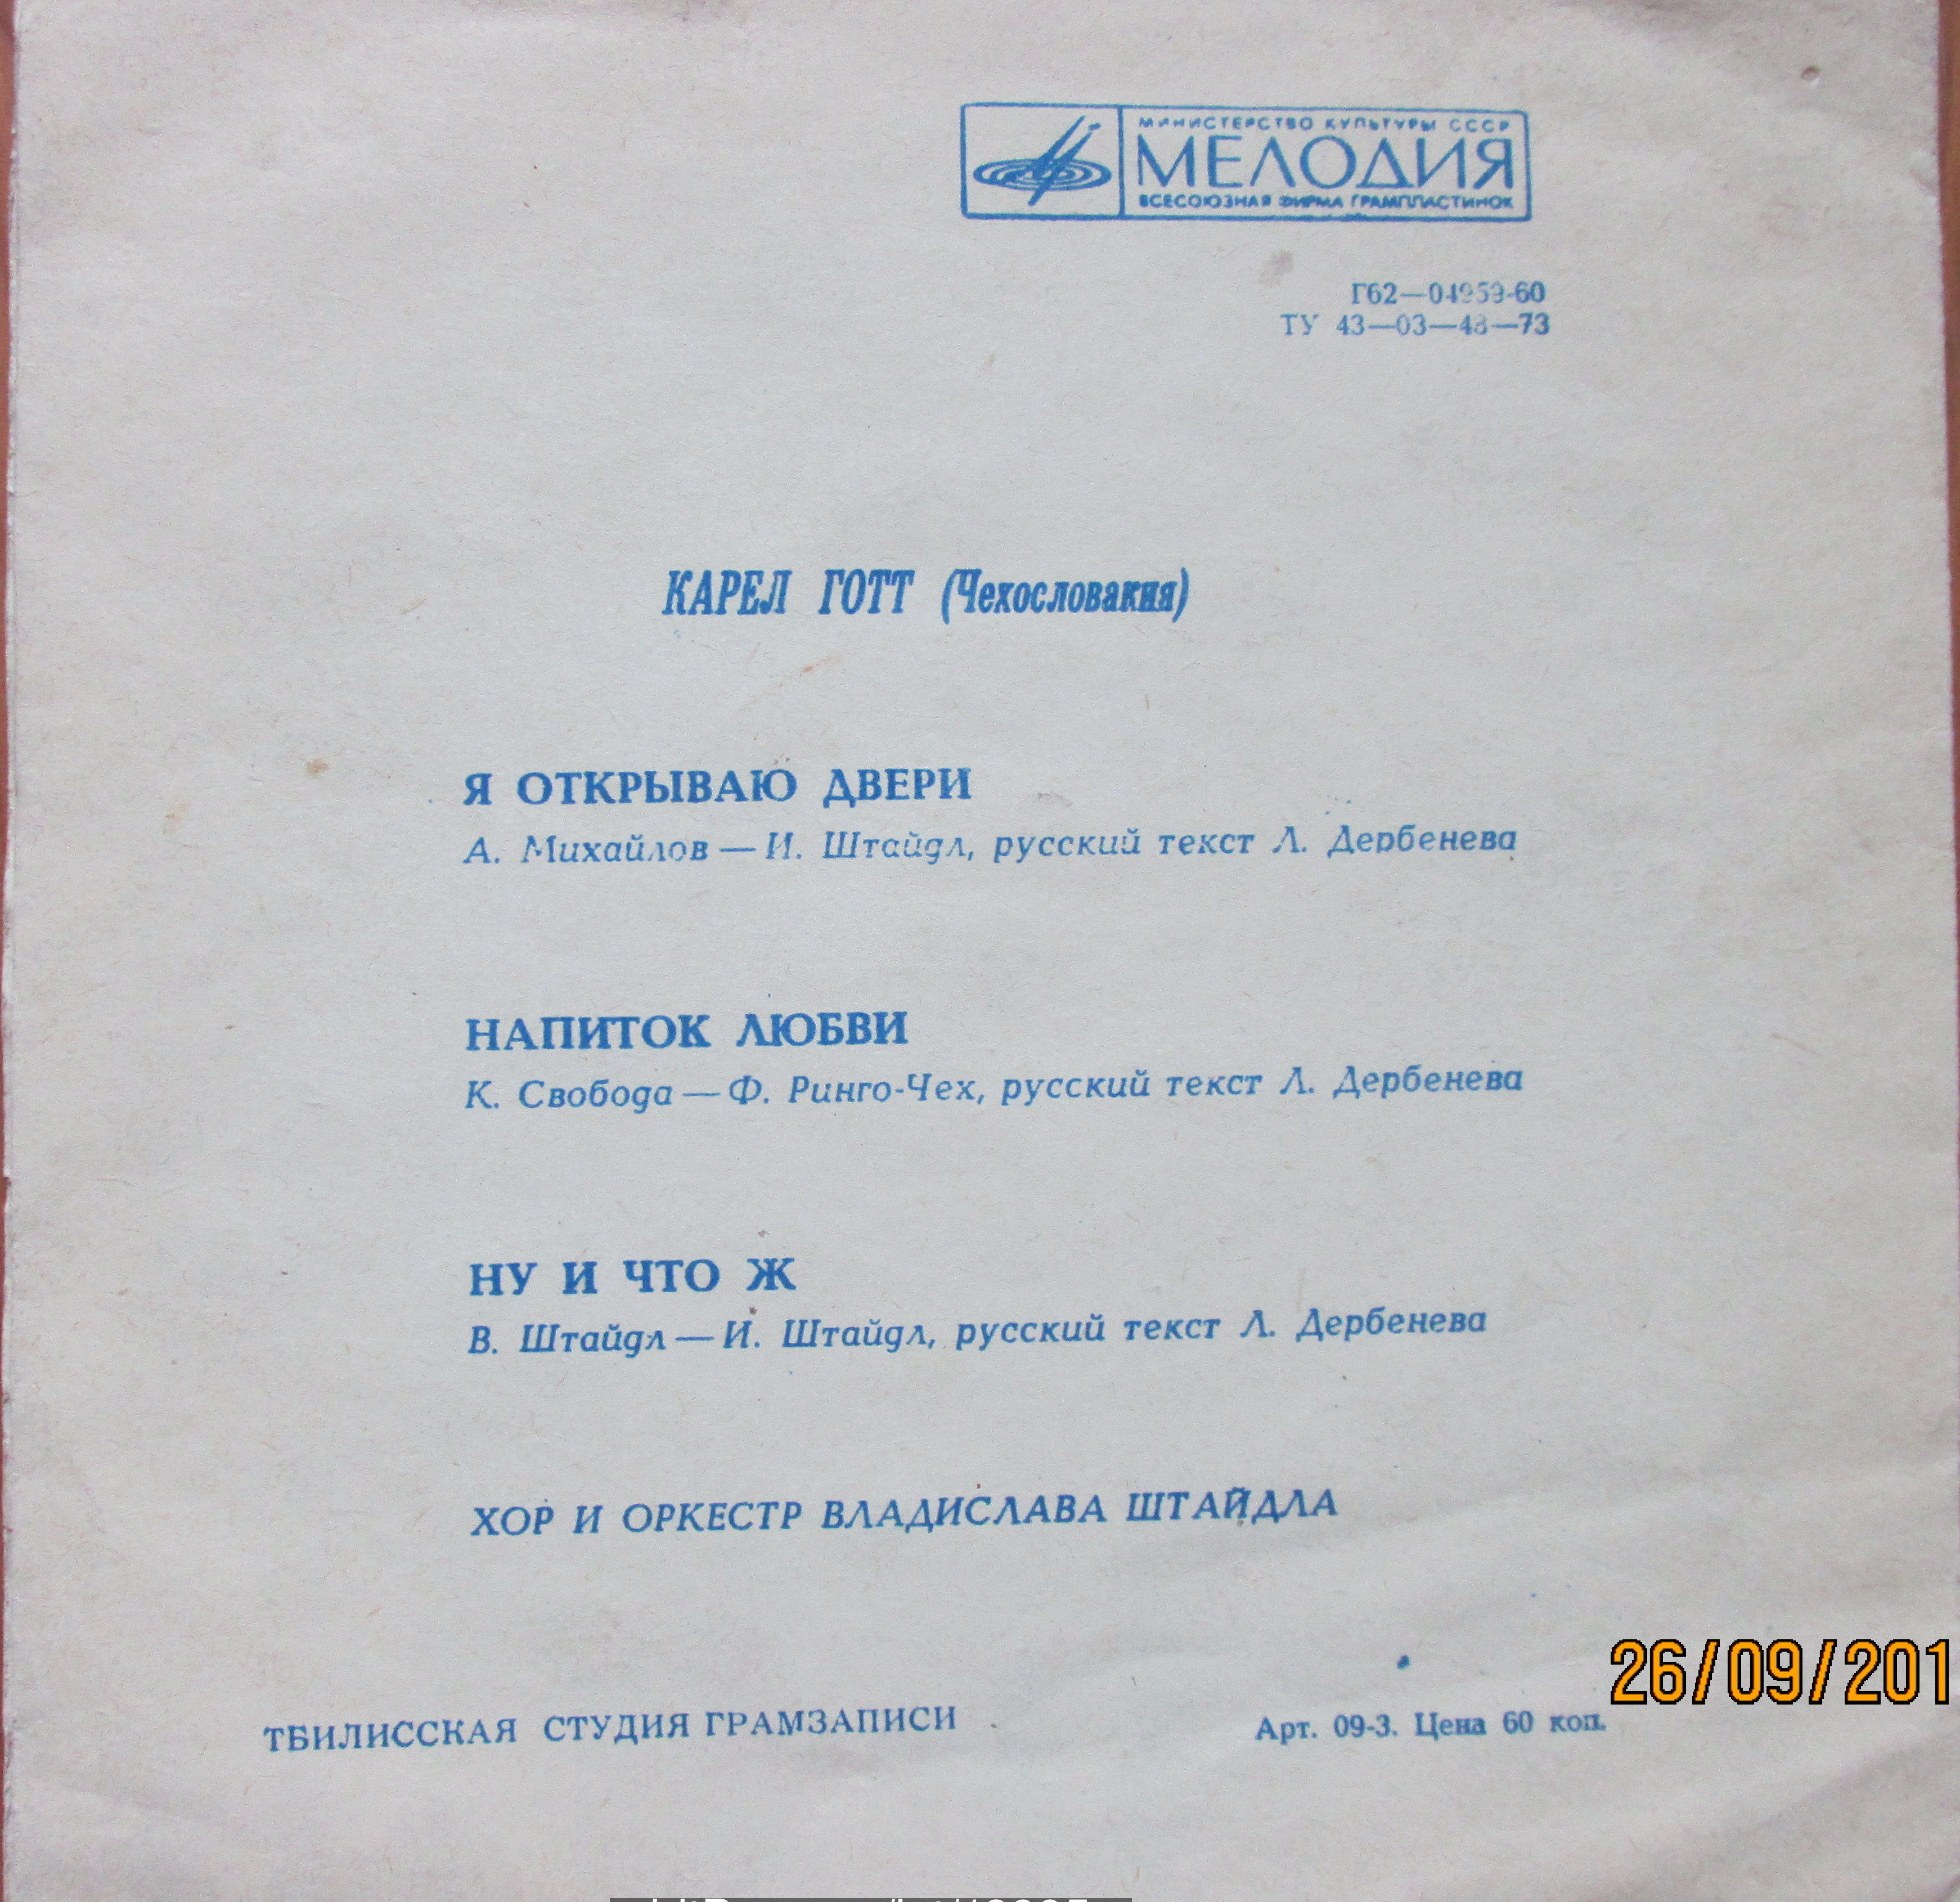 МИНИСТЕРСТВО КУЛЬТУРЫ СССР
МЕЛОДИЯ
ВСЕСОЮЗНАЯ ФИРМА ГРАМПЛАСТИНОК
Г62—04959-60
ТУ 43—03—48—73
КАРЕЛ ГОТТ (Чехословакия)
Я ОТКРЫВАЮ ДВЕРИ
А. Михайлов — И. Штайдл, русский текст Л. Дербенева
НАПИТОК ЛЮБВИ
К. Свобода — Ф. Ринго-Чех, русский текст Л. Дербенева
НУ И ЧТО Ж
В. Штайдл — И. Штайдл, русский текст Л. Дербенева
ХОР И ОРКЕСТР ВЛАДИСЛАВА ШТАЙДЛА
26/09/201
ТБИЛИССКАЯ СТУДИЯ ГРАМЗАПИСИ
Арт. 09-3. Цена 60 коп.